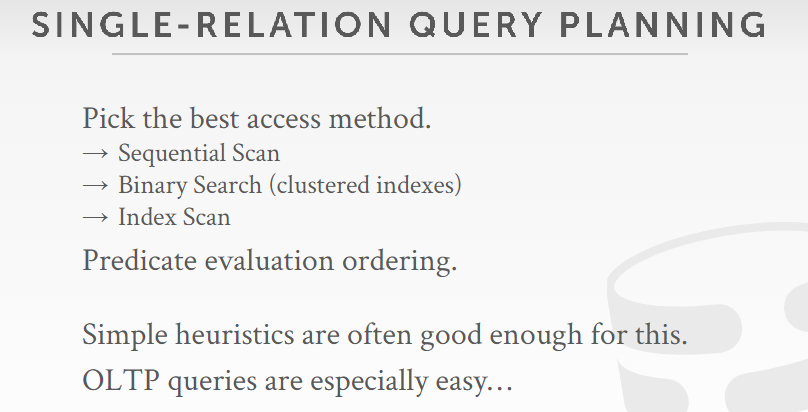 SINGLE-RELATION QUERY PLANNING
Pick the best access method.
→ Sequential Scan
→ Binary Search (clustered indexes)
→ Index Scan
Predicate evaluation ordering.
Simple heuristics are often good enough for this.
OLTP queries are especially easy…